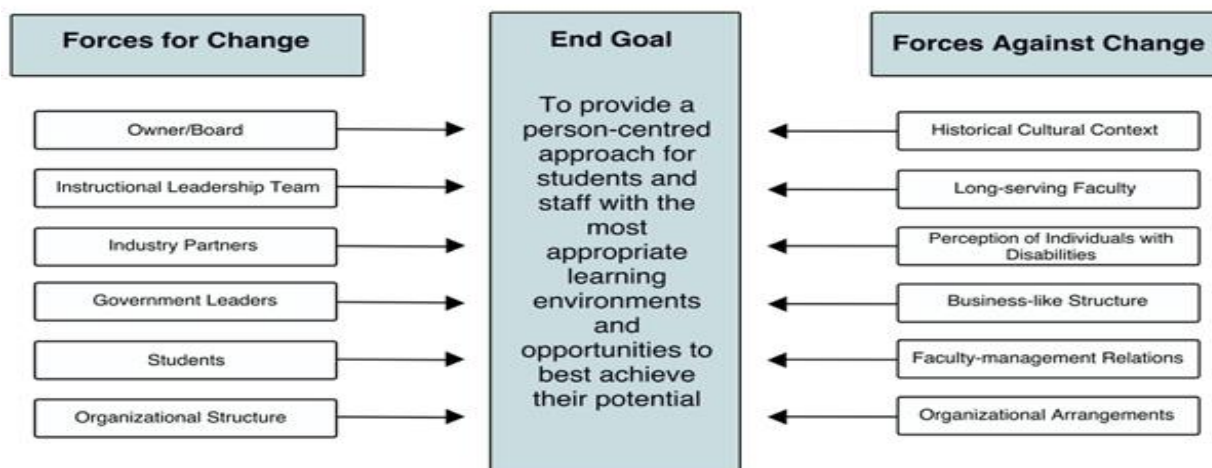 Forces for Change
Owner/Board
Instructional Leadership Team
Industry Partners
Government Leaders
Students
Organizational Structure
End Goal
To provide a
person-centred
approach for
students and
staff with the
most
appropriate
learning
environments
and
opportunities to
best achieve
their potential
Forces Against Change
Historical Cultural Context
Long-serving Faculty
Perception of Individuals with
Disabilities
Business-like Structure
Faculty-management Relations
Organizational Arrangements